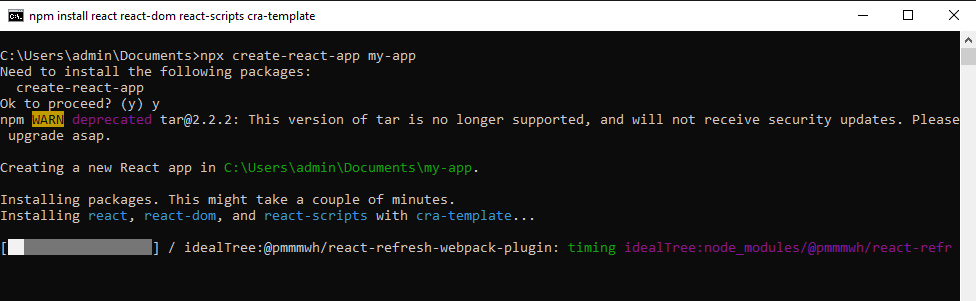 npm install react react-dom react-scripts cra-template
C:\Users\admin\Documents>npx create-react-app my-app
Need to install the following packages:
  create-react-app
Ok to proceed? (y) y
npm WARN deprecated tar@2.2.2: This version of tar is no longer supported, and will not receive security updates. Please
 upgrade asap.
Creating a new React app in C:\Users\admin\Documents\my-app.
Installing packages. This might take a couple of minutes.
Installing react, react-dom, and react-scripts with cra-template...
[                  ] / idealTree:@pmmmwh/react-refresh-webpack-plugin: timing idealTree:node_modules/@pmmmwh/react-refr